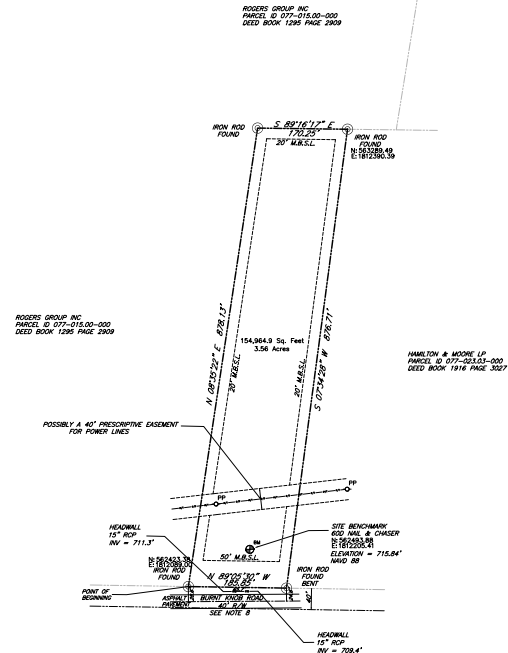 ROGERS GROUP INC
PARCEL ID 077-015.00-000
DEED BOOK 1295 PAGE 2909
S 89°16'17" E
170.25'
IRON ROD
FOUND
20' M.B.S.L.
IRON ROD
FOUND
N:563289.49
E:1812390.39
N 08°35'22" E 878.13'
20' M.B.S.L.
ROGERS GROUP INC
PARCEL ID 077-015.00-000
DEED BOOK 1295 PAGE 2909
154,964.9 Sq. Feet
3.56 Acres
20' M.B.S.L.
S 07°34'28" W 876.71'
HAMILTON & MOORE LP
PARCEL ID 077-023.03-000
DEED BOOK 1916 PAGE 3027
POSSIBLY A 40' PRESCRIPTIVE EASEMENT
FOR POWER LINES
PP
PP
HEADWALL
15" RCP
INV = 711.3'
BM
SITE BENCHMARK
60D NAIL & CHASER
N:562493.88
E:1812205.41
ELEVATION = 715.84'
NAVD 88
N:562423.38
E:1812089.00
IRON ROD
FOUND
50' M.B.S.L.
N 89°05'30" W
185.85'
IRON ROD
FOUND
BENT
POINT OF
BEGINNING
ASPHALT
PAVEMENT
BURNT KNOB ROAD
40' R/W
40'
SEE NOTE 8
HEADWALL
15" RCP
INV = 709.4'